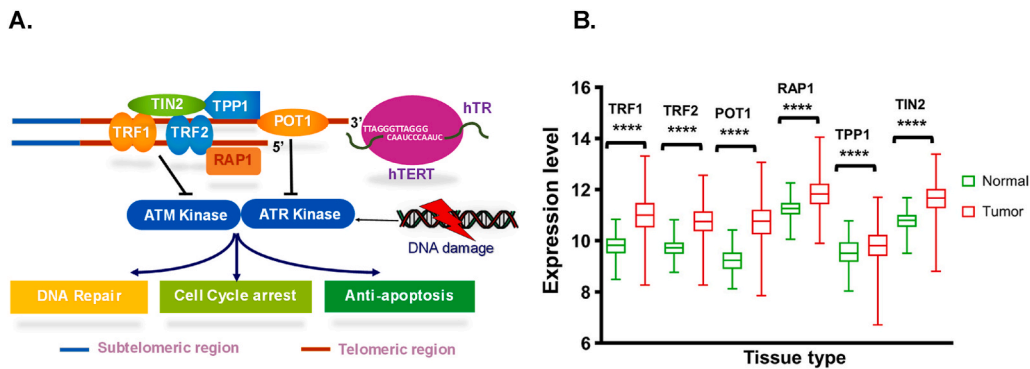 A.
TIN2
TPP1
TRF1
TRF2
RAP1
POT1
3'
5'
hTR
TTAGGGTTAGGG
CAAUCCCAAUC
hTERT
ATM Kinase
ATR Kinase
DNA damage
DNA Repair
Cell Cycle arrest
Anti-apoptosis
Subtelomeric region
Telomeric region
B.
Expression level
16
14
12
10
8
6
TRF1
****
TRF2
****
POT1
****
RAP1
****
TPP1
****
TIN2
****
Normal
Tumor
Tissue type